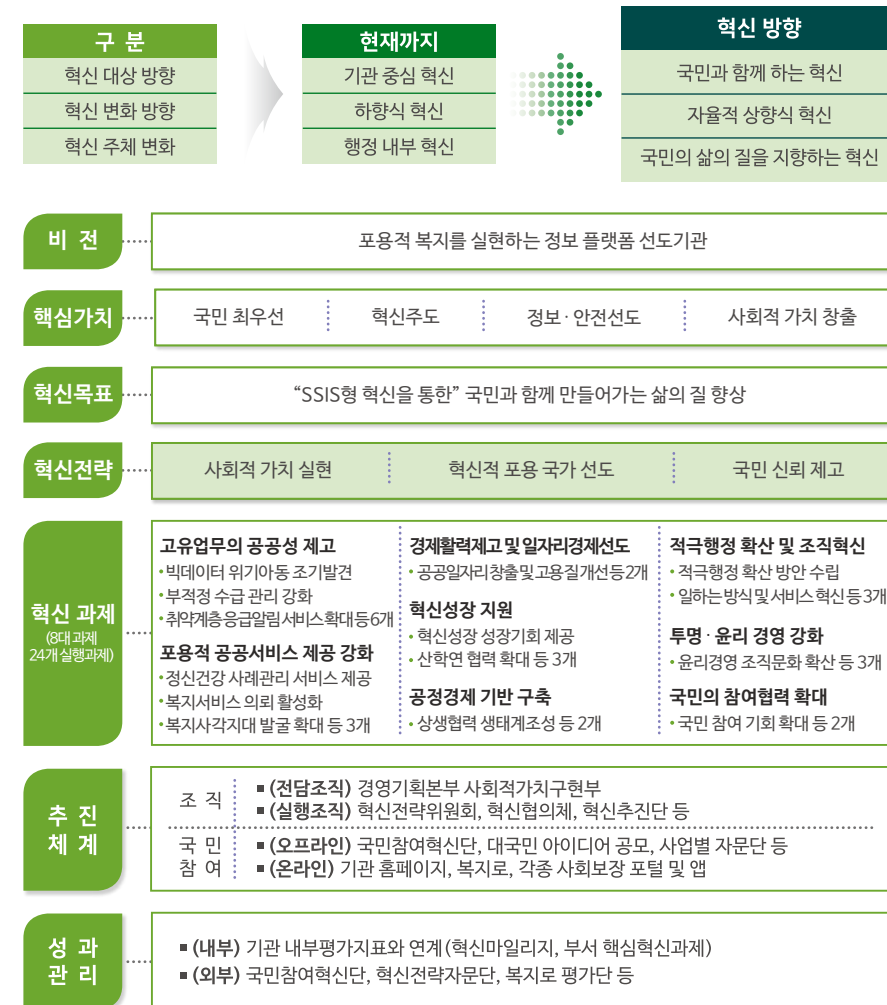 구 분
현재까지
혁신 방향
혁신 대상 방향
기관 중심 혁신
국민과 함께 하는 혁신
혁신 변화 방향
하향식 혁신
자율적 상향식 혁신
혁신 주체 변화
행정 내부 혁신
국민의 삶의 질을 지향하는 혁신
비 전
포용적 복지를 실현하는 정보 플랫폼 선도기관
핵심가치
국민 최우선
혁신주도
정보·안전선도
사회적 가치 창출
혁신목표
“SSIS형 혁신을 통한” 국민과 함께 만들어가는 삶의 질 향상
혁신전략
사회적 가치 실현
혁신적 포용 국가 선도
국민 신뢰 제고
혁신 과제
(8대 과제
24개 실행과제)
고유업무의 공공성 제고
• 빅데이터 위기아동 조기발견
• 부적정 수급 관리 강화
• 취약계층 응급알림 서비스 확대 등 6개
포용적 공공서비스 제공 강화
• 정신건강 사례관리 서비스 제공
• 복지서비스 의뢰 활성화
• 복지사각지대 발굴 확대 등 3개
경제활력제고 및 일자리경제선도
• 공공일자리 창출 및 고용질 개선 등 2개
혁신성장 지원
• 혁신성장 성장기회 제공
• 산학연 협력 확대 등 3개
공정경제 기반 구축
• 상생협력 생태계조성 등 2개
적극행정 확산 및 조직혁신
• 적극행정 확산 방안 수립
• 일하는 방식 및 서비스 혁신 등 3개
투명·윤리 경영 강화
• 윤리경영 조직문화 확산 등 3개
국민의 참여협력 확대
• 국민 참여 기회 확대 등 2개
추 진
체 계
조 직
■ (전담조직) 경영기획본부 사회적가치구현부
■ (실행조직) 혁신전략위원회, 혁신협의체, 혁신추진단 등
국 민
참 여
■ (오프라인) 국민참여혁신단, 대국민 아이디어 공모, 사업별 자문단 등
■ (온라인) 기관 홈페이지, 복지로, 각종 사회보장 포털 및 앱
성 과
관 리
■ (내부) 기관 내부평가지표와 연계(혁신마일리지, 부서 핵심혁신과제)
■ (외부) 국민참여혁신단, 혁신전략자문단, 복지로 평가단 등